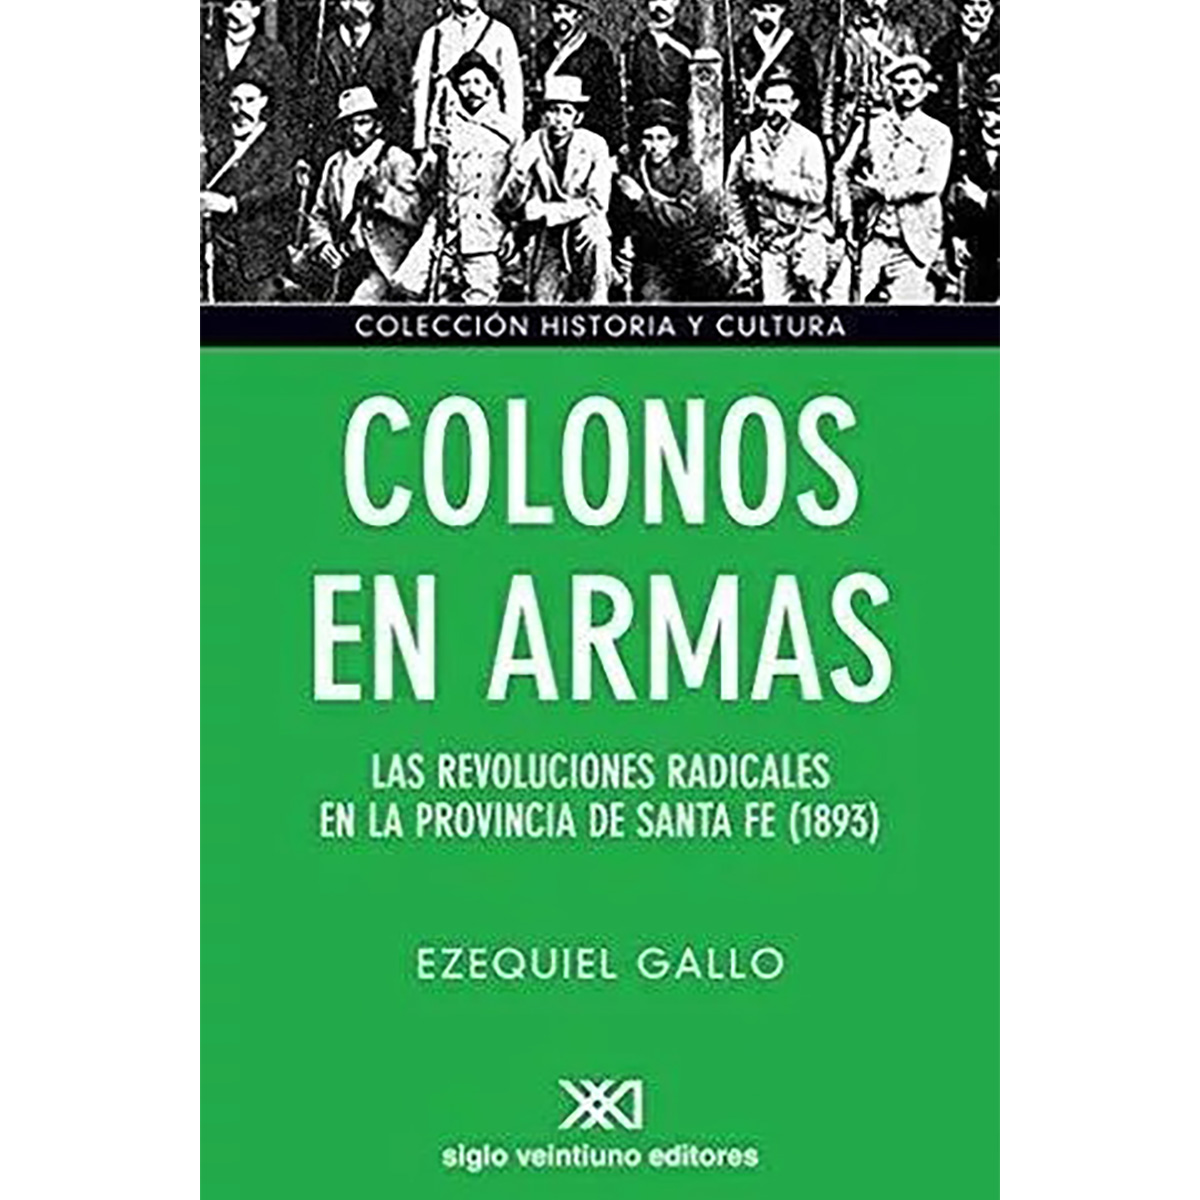 COLECCIÓN HISTORIA Y CULTURA
COLONOS
EN ARMAS
LAS REVOLUCIONES RADICALES
EN LA PROVINCIA DE SANTA FE (1893)
EZEQUIEL GALLO
XXI
siglo veintiuno editores